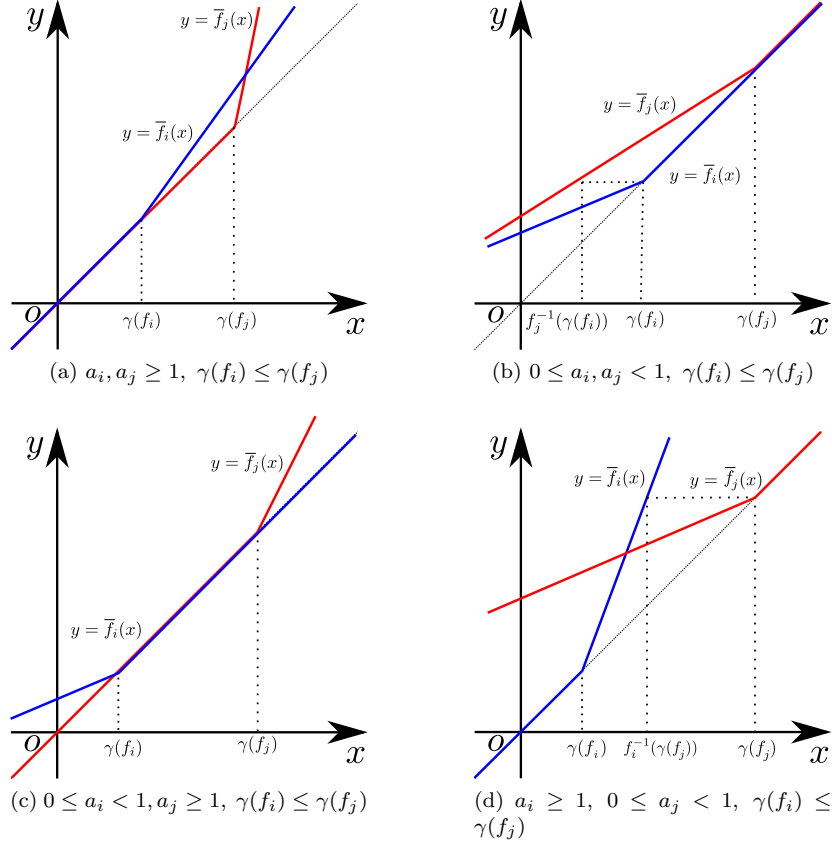 y
y = f̅_j(x)
y = f̅_i(x)
O
γ(f_i)
γ(f_j)
x
(a) a_i, a_j ≥ 1, γ(f_i) ≤ γ(f_j)
y
y = f̅_j(x)
y = f̅_i(x)
O
f_j^{-1}(γ(f_i))
γ(f_i)
γ(f_j)
x
(b) 0 ≤ a_i, a_j < 1, γ(f_i) ≤ γ(f_j)
y
y = f̅_j(x)
y = f̅_i(x)
O
γ(f_i)
γ(f_j)
x
(c) 0 ≤ a_i < 1, a_j ≥ 1, γ(f_i) ≤ γ(f_j)
y
y = f̅_i(x)
y = f̅_j(x)
O
γ(f_i)
f_i^{-1}(γ(f_j))
γ(f_j)
x
(d) a_i ≥ 1, 0 ≤ a_j < 1, γ(f_i) ≤
γ(f_j)